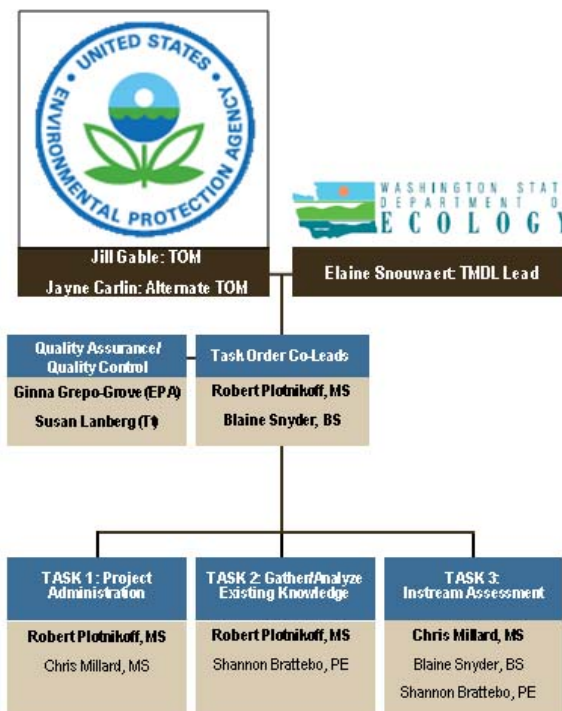 UNITED STATES
ENVIRONMENTAL PROTECTION AGENCY
WASHINGTON STAT
DEPARTMENT O
ECOLOGY
Jill Gable: TOM
Jayne Carlin: Alternate TOM
Elaine Snouwaert: TMDL Lead
Quality Assurance/
Quality Control
Ginna Grepo-Grove (EPA)
Susan Lanberg (Tt)
Task Order Co-Leads
Robert Plotnikoff, MS
Blaine Snyder, BS
TASK 1: Project
Administration
Robert Plotnikoff, MS
Chris Millard, MS
TASK 2: Gather/Analyze
Existing Knowledge
Robert Plotnikoff, MS
Shannon Brattebo, PE
TASK 3:
Instream Assessment
Chris Millard, MS
Blaine Snyder, BS
Shannon Brattebo, PE